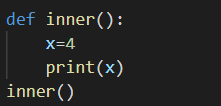 def inner():
    x=4
    print(x)
inner()